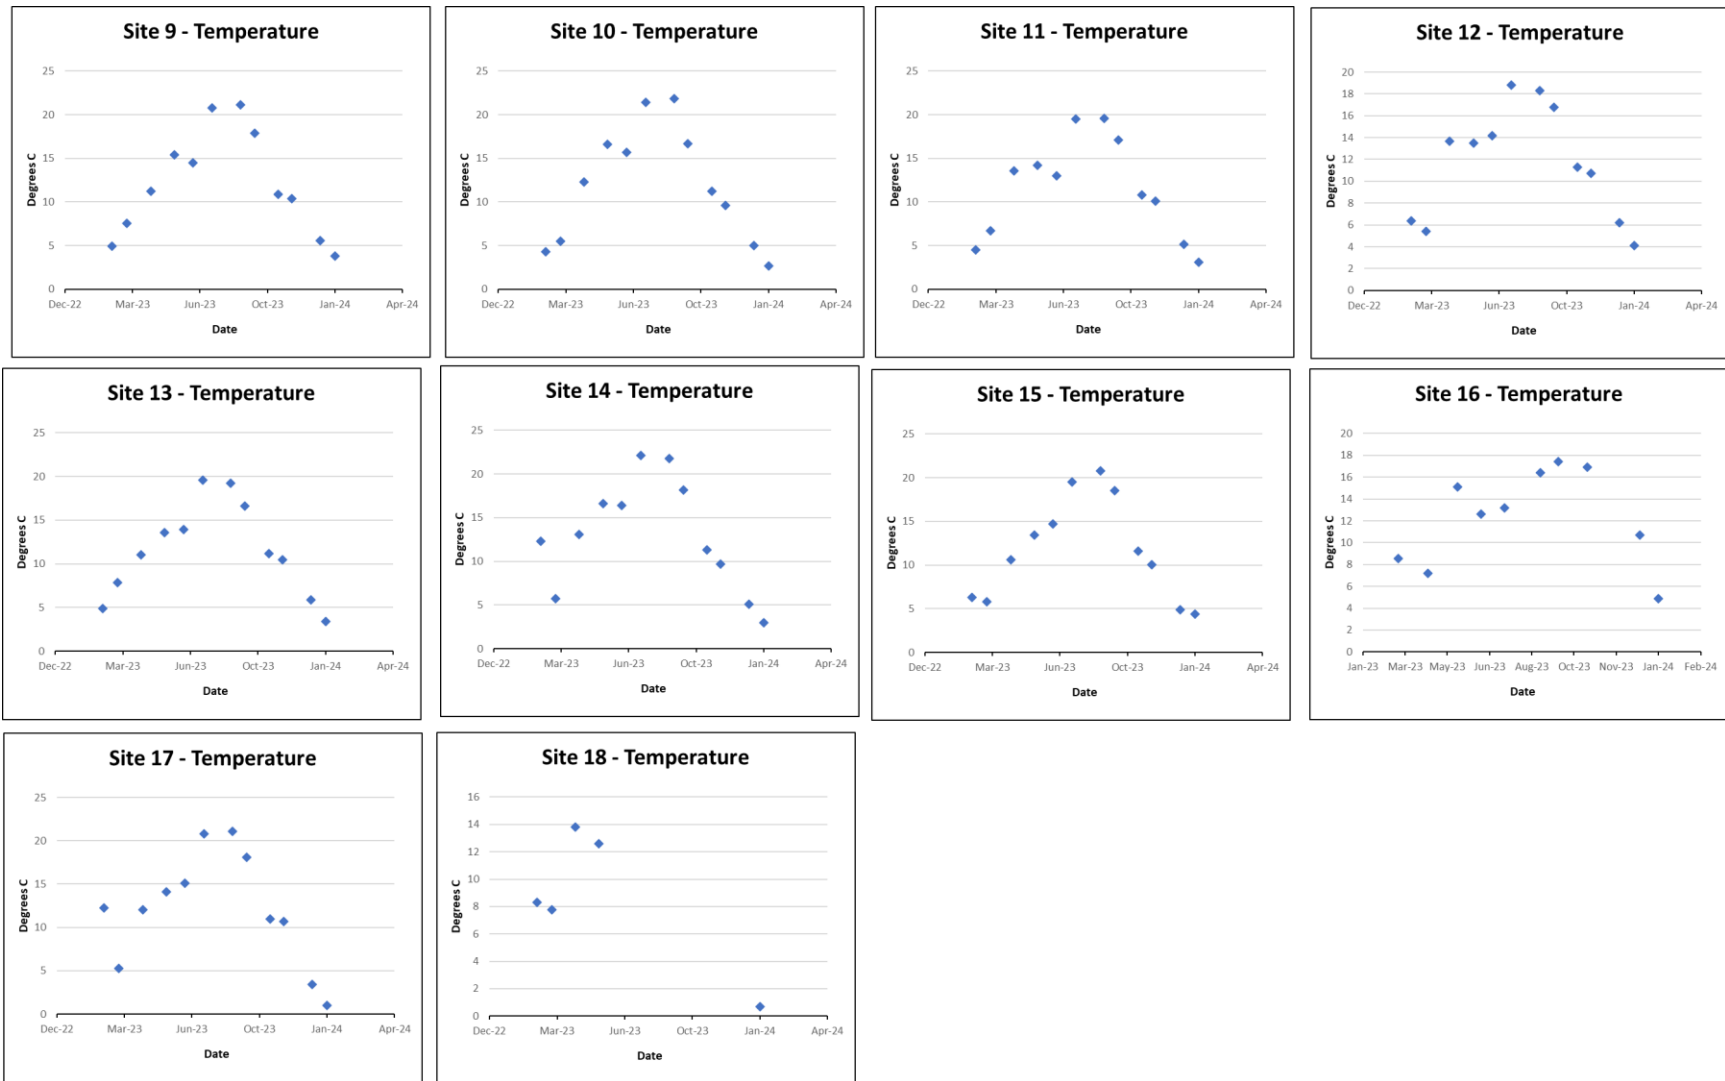 Site 9 - Temperature
25
20
15
10
5
0
Degrees C
Dec-22 Mar-23 Jun-23 Oct-23 Jan-24 Apr-24
Date
Site 10 - Temperature
25
20
15
10
5
0
Degrees C
Dec-22 Mar-23 Jun-23 Oct-23 Jan-24 Apr-24
Date
Site 11 - Temperature
25
20
15
10
5
0
Degrees C
Dec-22 Mar-23 Jun-23 Oct-23 Jan-24 Apr-24
Date
Site 12 - Temperature
20
18
16
14
12
10
8
6
4
2
0
Degrees C
Dec-22 Mar-23 Jun-23 Oct-23 Jan-24 Apr-24
Date
Site 13 - Temperature
25
20
15
10
5
0
Degrees C
Dec-22 Mar-23 Jun-23 Oct-23 Jan-24 Apr-24
Date
Site 14 - Temperature
25
20
15
10
5
0
Degrees C
Dec-22 Mar-23 Jun-23 Oct-23 Jan-24 Apr-24
Date
Site 15 - Temperature
25
20
15
10
5
0
Degrees C
Dec-22 Mar-23 Jun-23 Oct-23 Jan-24 Apr-24
Date
Site 16 - Temperature
20
18
16
14
12
10
8
6
4
2
0
Degrees C
Jan-23 Mar-23 May-23 Jun-23 Aug-23 Oct-23 Nov-23 Jan-24 Feb-24
Date
Site 17 - Temperature
25
20
15
10
5
0
Degrees C
Dec-22 Mar-23 Jun-23 Oct-23 Jan-24 Apr-24
Date
Site 18 - Temperature
16
14
12
10
8
6
4
2
0
Degrees C
Dec-22 Mar-23 Jun-23 Oct-23 Jan-24 Apr-24
Date